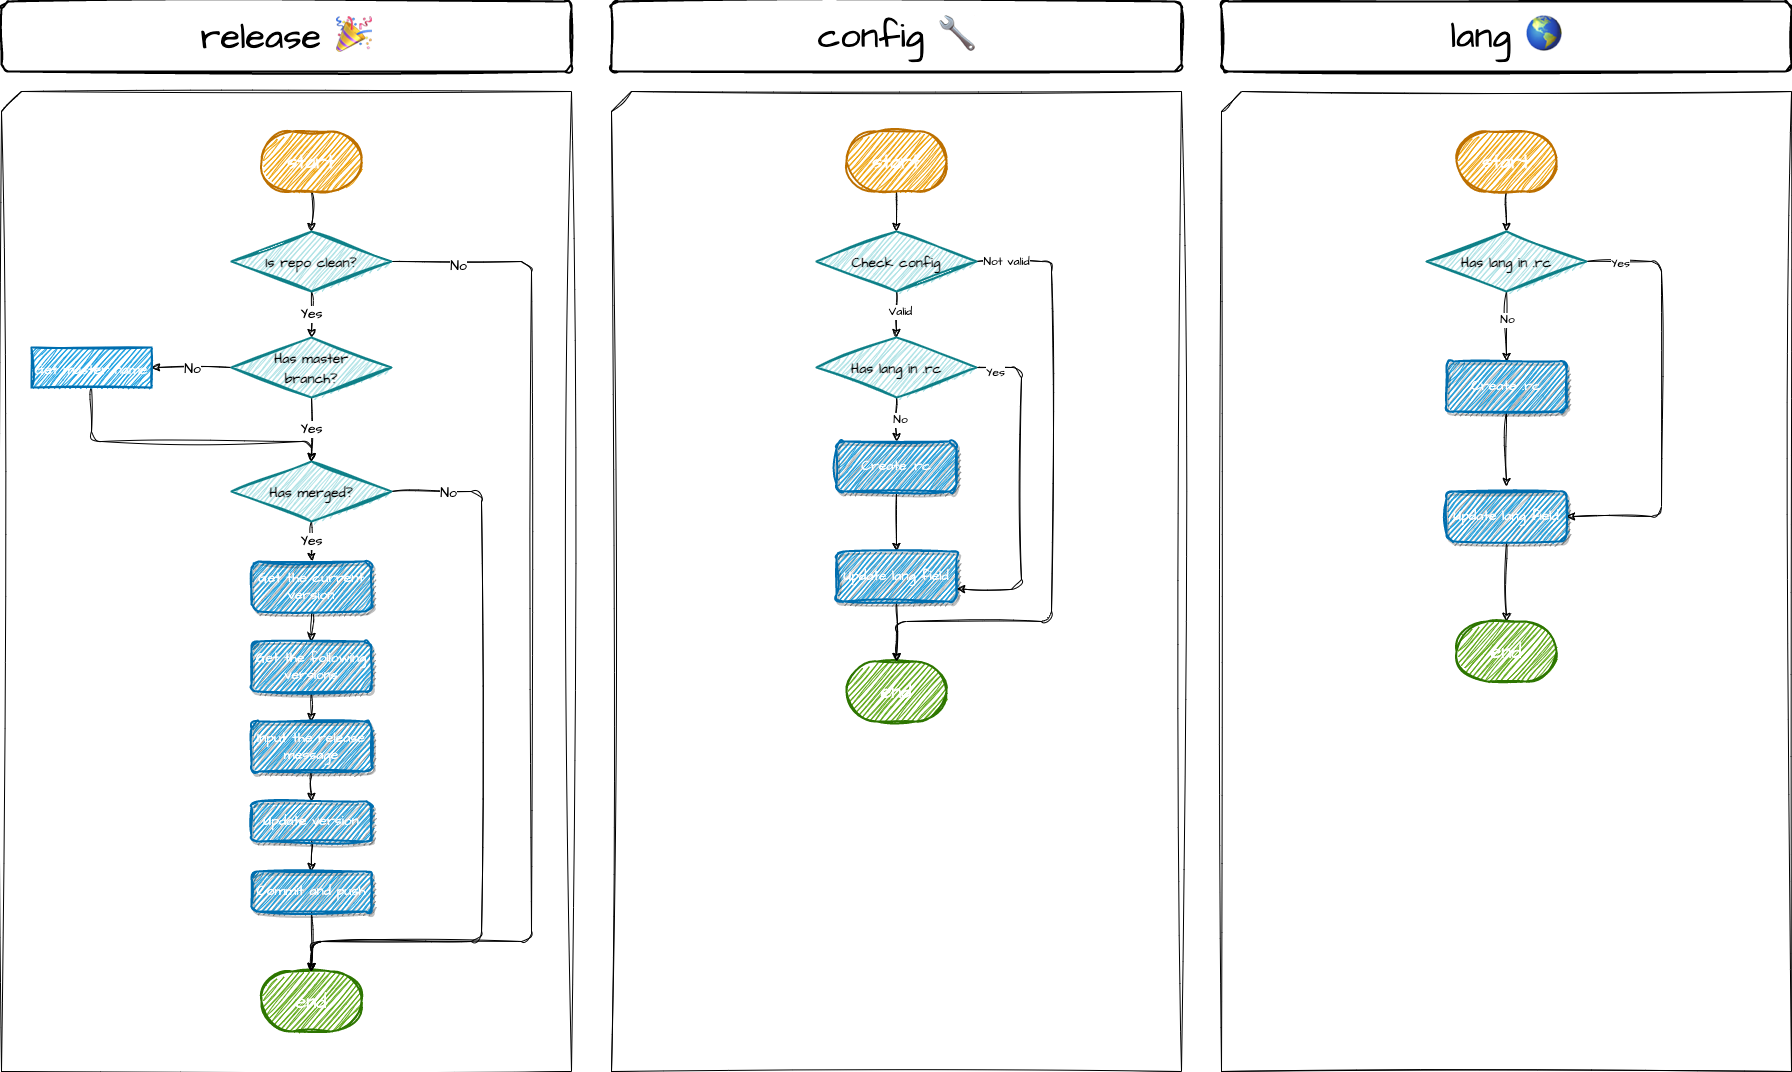 release 🎉
start
Is repo clean?
No
Yes
Has master
branch?
No
Get master name
Yes
Has merged?
No
Yes
Get the current
version
Get the following
versions
Input the release
message
Update version
Commit and push
end
config 🔧
start
Check config
Not valid
Valid
Has lang in .rc
Yes
No
Create .rc
Update lang field
end
lang 🌎
start
Has lang in .rc
Yes
No
Create .rc
Update lang field
end